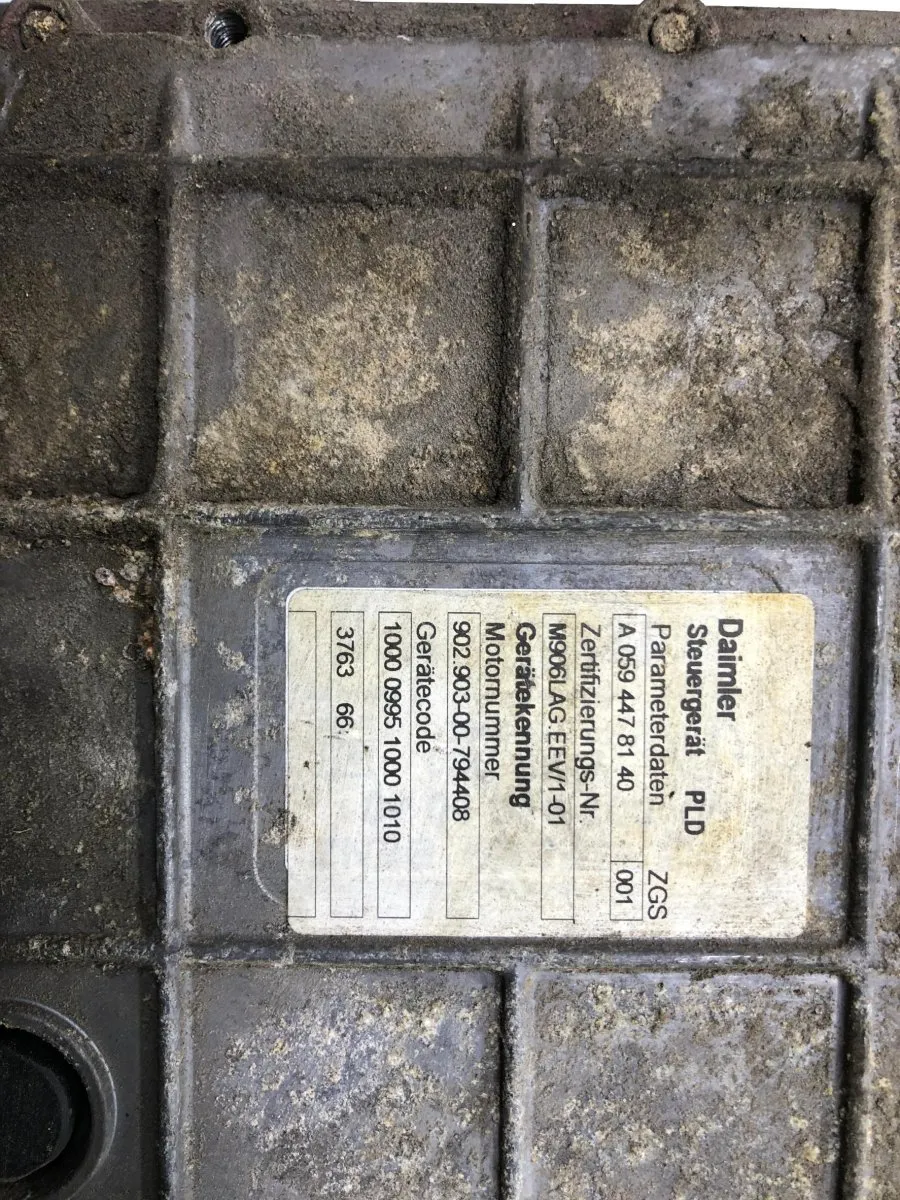 Daimler
Steuergerät PLD
Parameterdaten ZGS
A 059 447 81 40 001
Zertifizierungs-Nr.
M906LAG.EEV/1-01
Gerätekennung
Motornummer
902.903-00-794408
Gerätecode
1000 0995 1000 1010
3763 66: